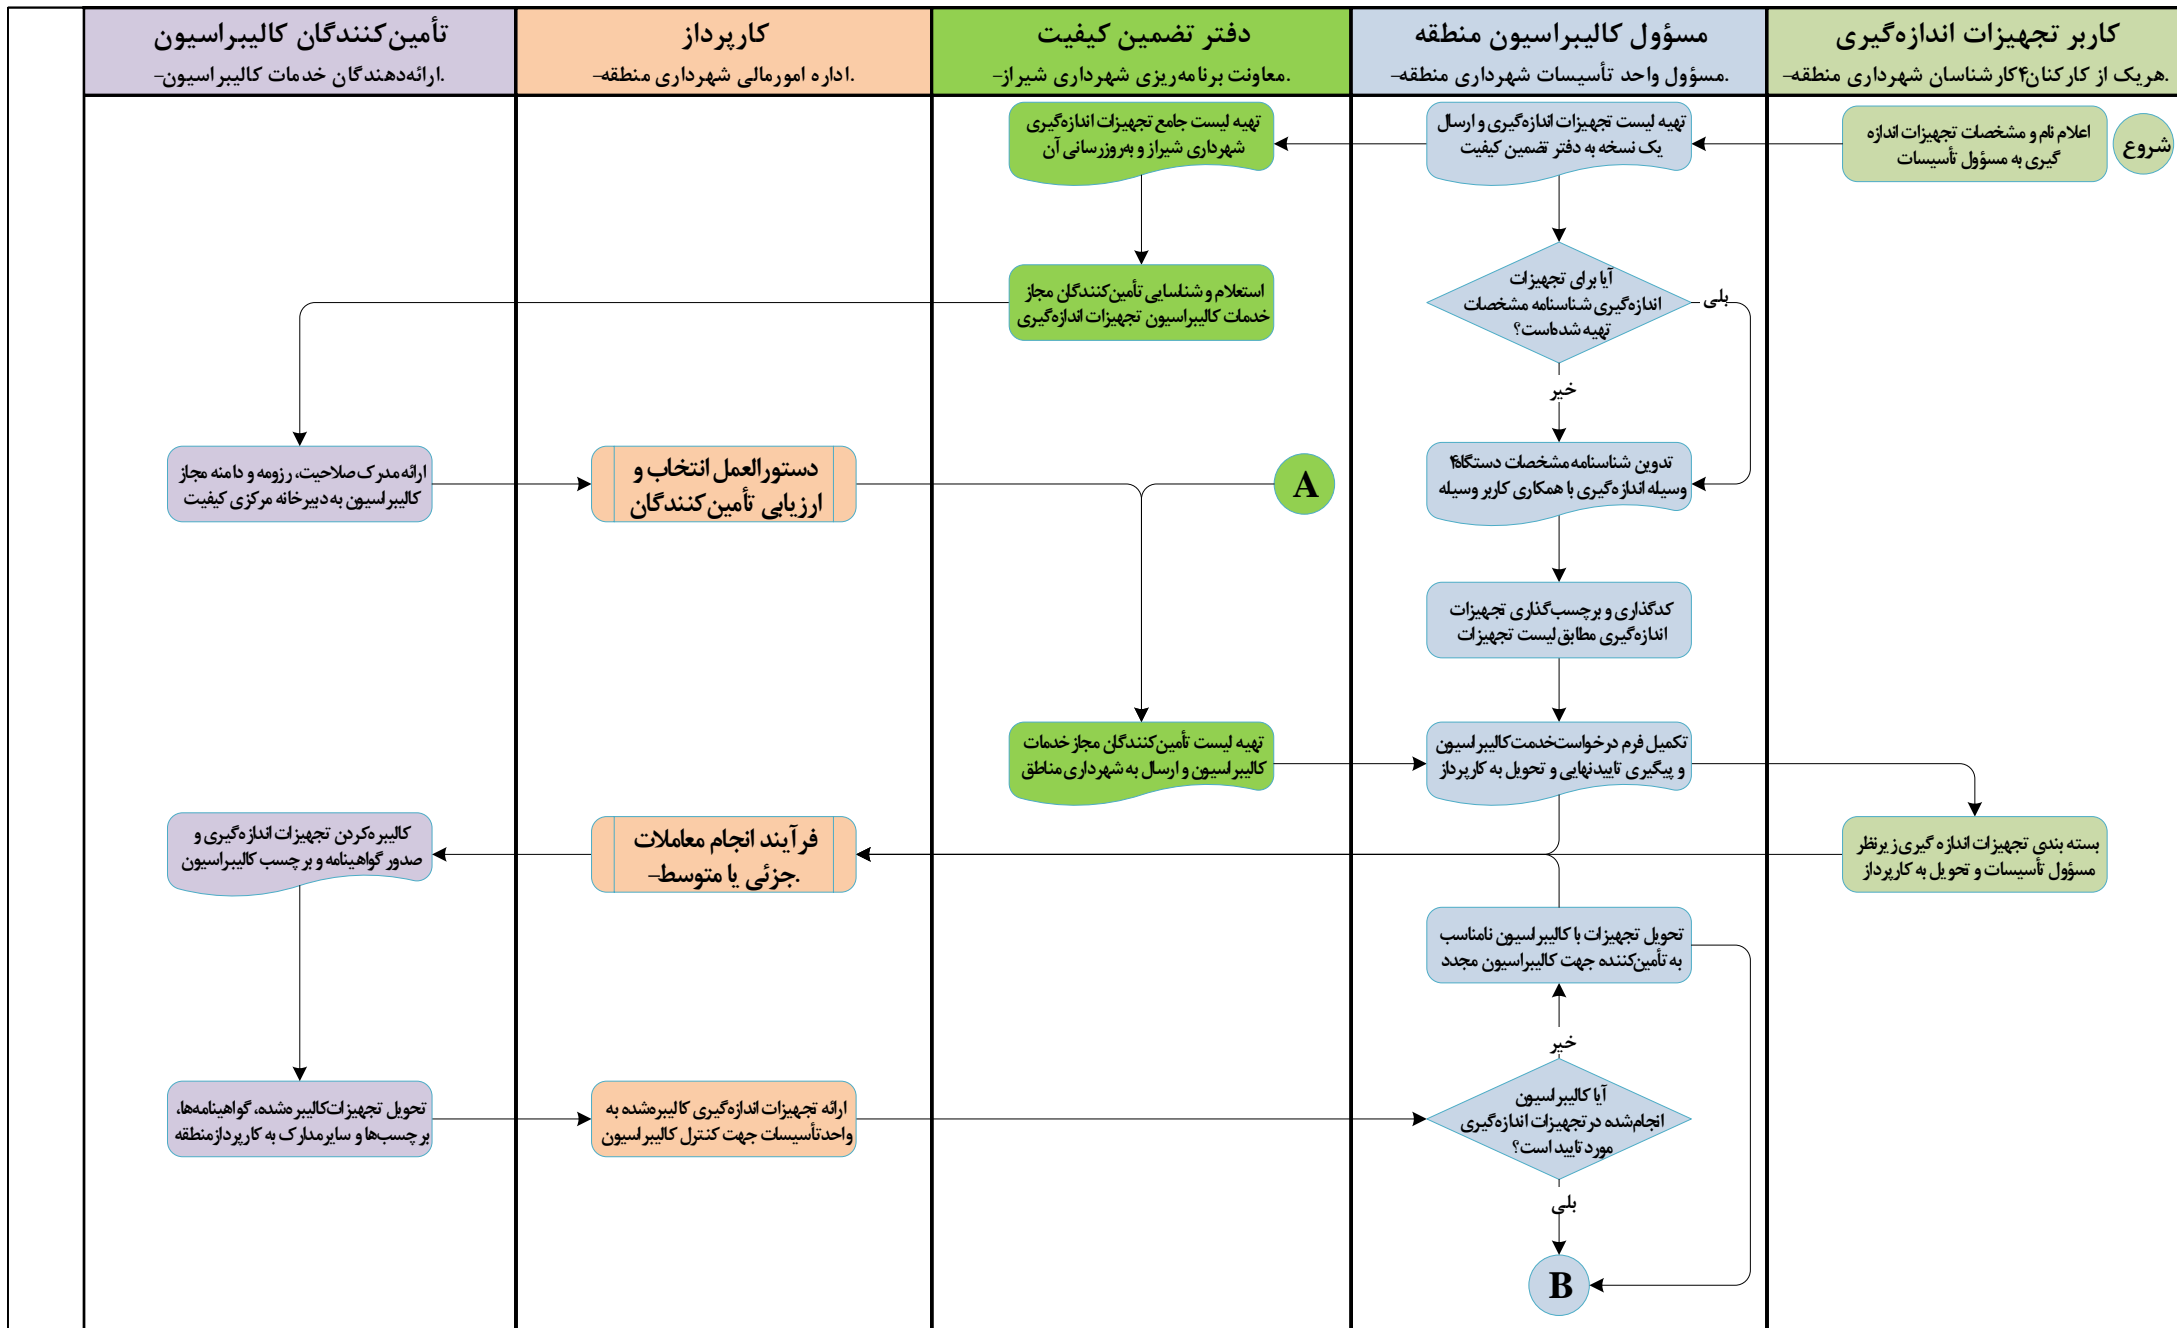 کاربر تجهیزات اندازه‌گیری
.هریک از کارکنان۴کارشناسان شهرداری منطقه–
مسؤول کالیبراسیون منطقه
.مسؤول واحد تأسیسات شهرداری منطقه–
دفتر تضمین کیفیت
.معاونت برنامه‌ریزی شهرداری شیراز–
کارپرداز
.اداره امورمالی شهرداری منطقه–
تأمین‌کنندگان کالیبراسیون
.ارائه‌دهندگان خدمات کالیبراسیون–
شروع
اعلام نام و مشخصات تجهیزات اندازه
گیری به مسؤول تأسیسات
تهیه لیست تجهیزات اندازه‌گیری و ارسال
یک نسخه به دفتر تضمین کیفیت
تهیه لیست جامع تجهیزات اندازه‌گیری
شهرداری شیراز و به‌روزرسانی آن
آیا برای تجهیزات
اندازه‌گیری شناسنامه مشخصات
تهیه شده‌است؟
بلی
خیر
استعلام و شناسایی تأمین‌کنندگان مجاز
خدمات کالیبراسیون تجهیزات اندازه‌گیری
تدوین شناسنامه مشخصات دستگاه۴
وسیله اندازه‌گیری با همکاری کاربر وسیله
A
دستورالعمل انتخاب و
ارزیابی تأمین‌کنندگان
ارائه مدرک صلاحیت، رزومه و دامنه مجاز
کالیبراسیون به دبیرخانه مرکزی کیفیت
کدگذاری و برچسب‌گذاری تجهیزات
اندازه‌گیری مطابق لیست تجهیزات
تکمیل فرم درخواست‌خدمت کالیبراسیون
و پیگیری تاییدنهایی و تحویل به کارپرداز
تهیه لیست تأمین‌کنندگان مجاز خدمات
کالیبراسیون و ارسال به شهرداری مناطق
بسته بندی تجهیزات اندازه گیری زیرنظر
مسؤول تأسیسات و تحویل به کارپرداز
فرآیند انجام معاملات
.جزئی یا متوسط–
کالیبره‌کردن تجهیزات اندازه‌گیری و
صدور گواهینامه و برچسب کالیبراسیون
تحویل تجهیزات با کالیبراسیون نامناسب
به تأمین‌کننده جهت کالیبراسیون مجدد
خیر
آیا کالیبراسیون
انجام‌شده در تجهیزات اندازه‌گیری
مورد تایید است؟
بلی
ارائه تجهیزات اندازه‌گیری کالیبره‌شده به
واحدتأسیسات جهت کنترل کالیبراسیون
تحویل تجهیزات‌کالیبره‌شده، گواهینامه‌ها،
برچسب‌ها و سایرمدارک به کارپردازمنطقه
B